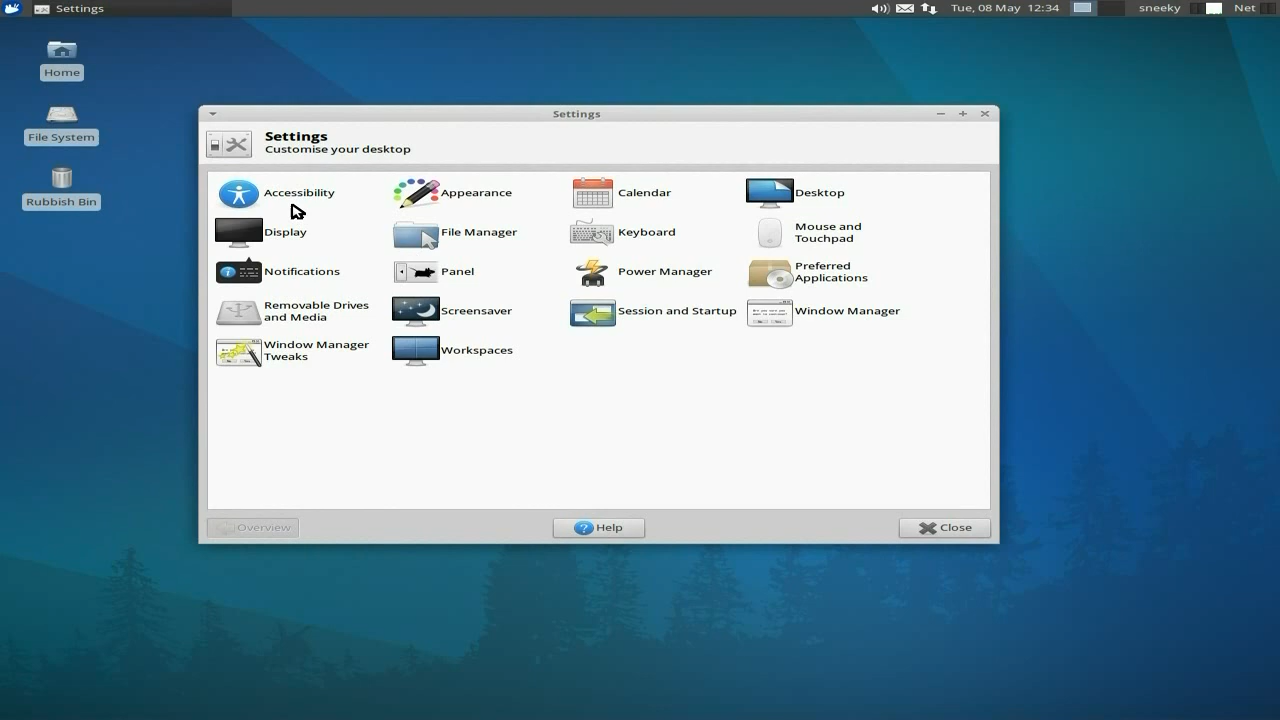 Settings
Tue, 08 May 12:34
sneeky
Net
Home
File System
Rubbish Bin
Settings
Settings
Customise your desktop
Accessibility
Appearance
Calendar
Desktop
Display
File Manager
Keyboard
Mouse and
Touchpad
Notifications
Panel
Power Manager
Preferred
Applications
Removable Drives
and Media
Screensaver
Session and Startup
Window Manager
Window Manager
Tweaks
Workspaces
Overview
Help
Close